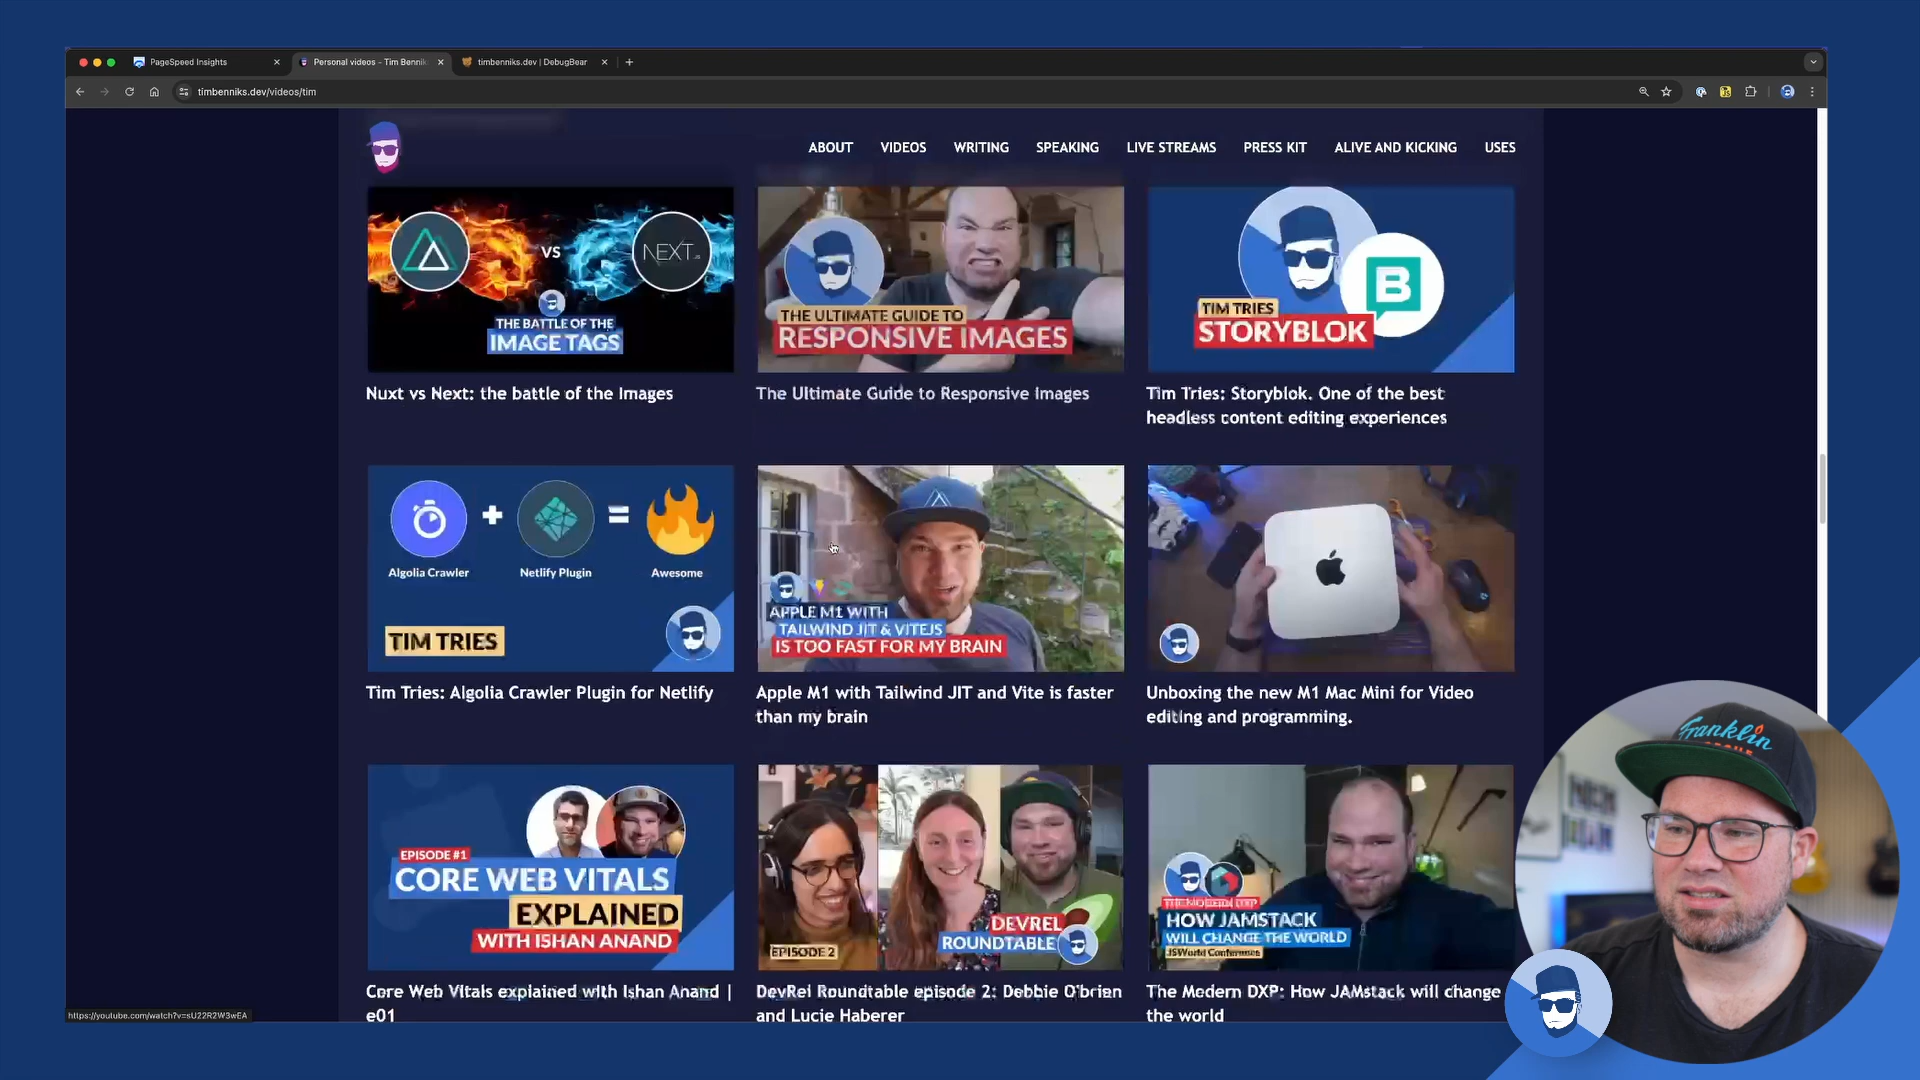 PageSpeed Insights
Personal videos - Tim Bennik
timbenniks.dev | DebugBear
timbenniks.dev/videos/tim
ABOUT
VIDEOS
WRITING
SPEAKING
LIVE STREAMS
PRESS KIT
ALIVE AND KICKING
USES
VS
NEXT
.JS
THE BATTLE OF THE
IMAGE TAGS
THE ULTIMATE GUIDE TO
RESPONSIVE IMAGES
TIM TRIES
STORYBLOK
B
Nuxt vs Next: the battle of the Images
The Ultimate Guide to Responsive Images
Tim Tries: Storyblok. One of the best
headless content editing experiences
Algolia Crawler
Netlify Plugin
Awesome
TIM TRIES
APPLE M1 WITH
TAILWIND JIT & VITEJS
IS TOO FAST FOR MY BRAIN
Tim Tries: Algolia Crawler Plugin for Netlify
Apple M1 with Tailwind JIT and Vite is faster
than my brain
Unboxing the new M1 Mac Mini for Video
editing and programming.
EPISODE #1
CORE WEB VITALS
EXPLAINED
WITH ISHAN ANAND
EPISODE 2
DEVREL
ROUNDTABLE
THE MODERN DXP
HOW JAMSTACK
WILL CHANGE THE WORLD
JSWorld Conference
Core Web Vitals explained with Ishan Anand |
e01
DevRel Roundtable episode 2: Debbie O'brien
and Lucie Haberer
The Modern DXP: How JAMstack will change
the world
https://youtube.com/watch?v=sU22R2W3wEA
Franklin